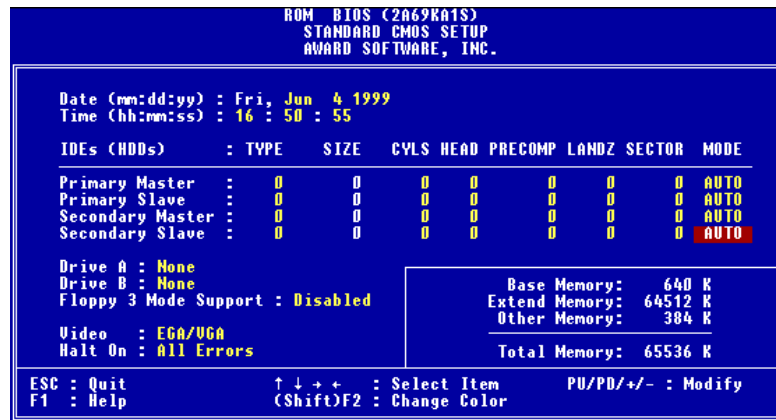 ROM BIOS (2A69KA1S)
STANDARD CMOS SETUP
AWARD SOFTWARE, INC.
Date (mm:dd:yy) : Fri, Jun 4 1999
Time (hh:mm:ss) : 16 : 50 : 55
IDEs (HDDs) : TYPE SIZE CYLS HEAD PRECOMP LANDZ SECTOR MODE
Primary Master : 0 0 0 0 0 0 0 AUTO
Primary Slave : 0 0 0 0 0 0 0 AUTO
Secondary Master : 0 0 0 0 0 0 0 AUTO
Secondary Slave : 0 0 0 0 0 0 0 AUTO
Drive A : None
Drive B : None
Floppy 3 Mode Support : Disabled
Video : EGA/VGA
Halt On : All Errors
Base Memory: 640 K
Extend Memory: 64512 K
Other Memory: 384 K
Total Memory: 65536 K
ESC : Quit ↑ ↓ → ← : Select Item PU/PD/+/- : Modify
F1 : Help (Shift)F2 : Change Color